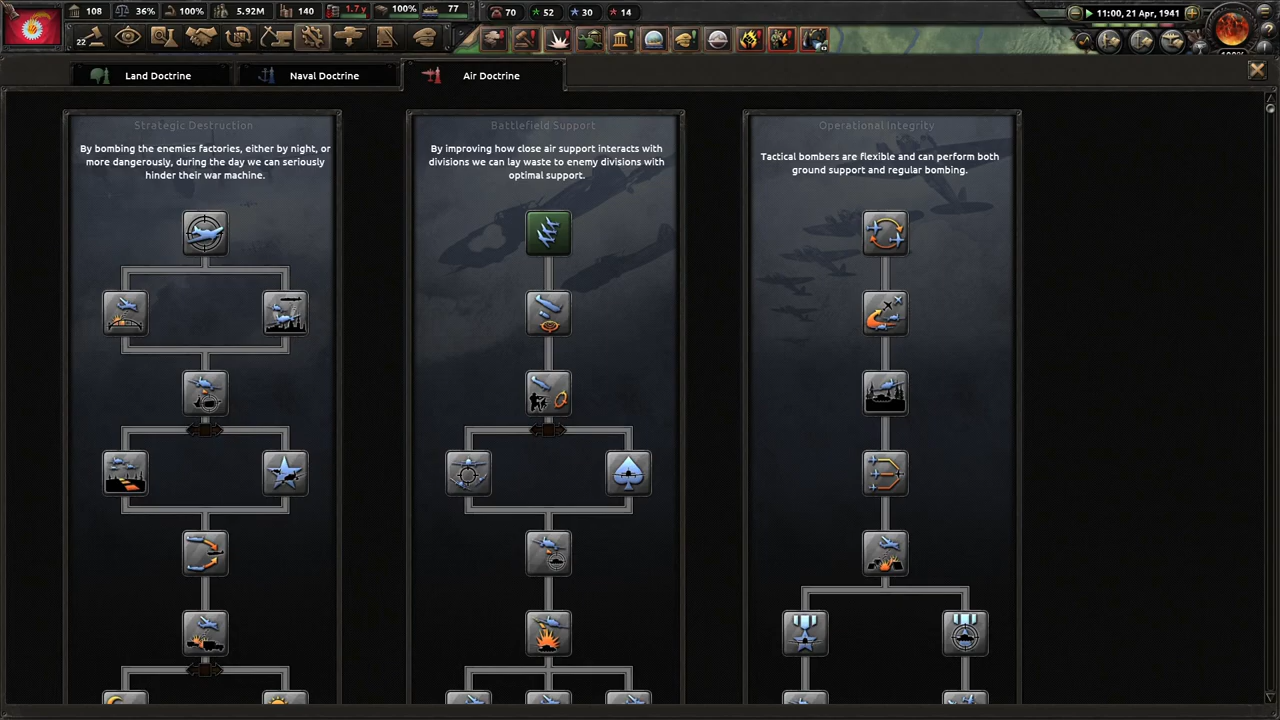 108
36%
100%
5.92M
140
1.7y
100%
77
70
52
30
14
11:00, 21 Apr, 1941
22
100%
Land Doctrine
Naval Doctrine
Air Doctrine
Strategic Destruction
By bombing the enemies factories, either by night, or
more dangerously, during the day we can seriously
hinder their war machine.
Battlefield Support
By improving how close air support interacts with
divisions we can lay waste to enemy divisions with
optimal support.
Operational Integrity
Tactical bombers are flexible and can perform both
ground support and regular bombing.